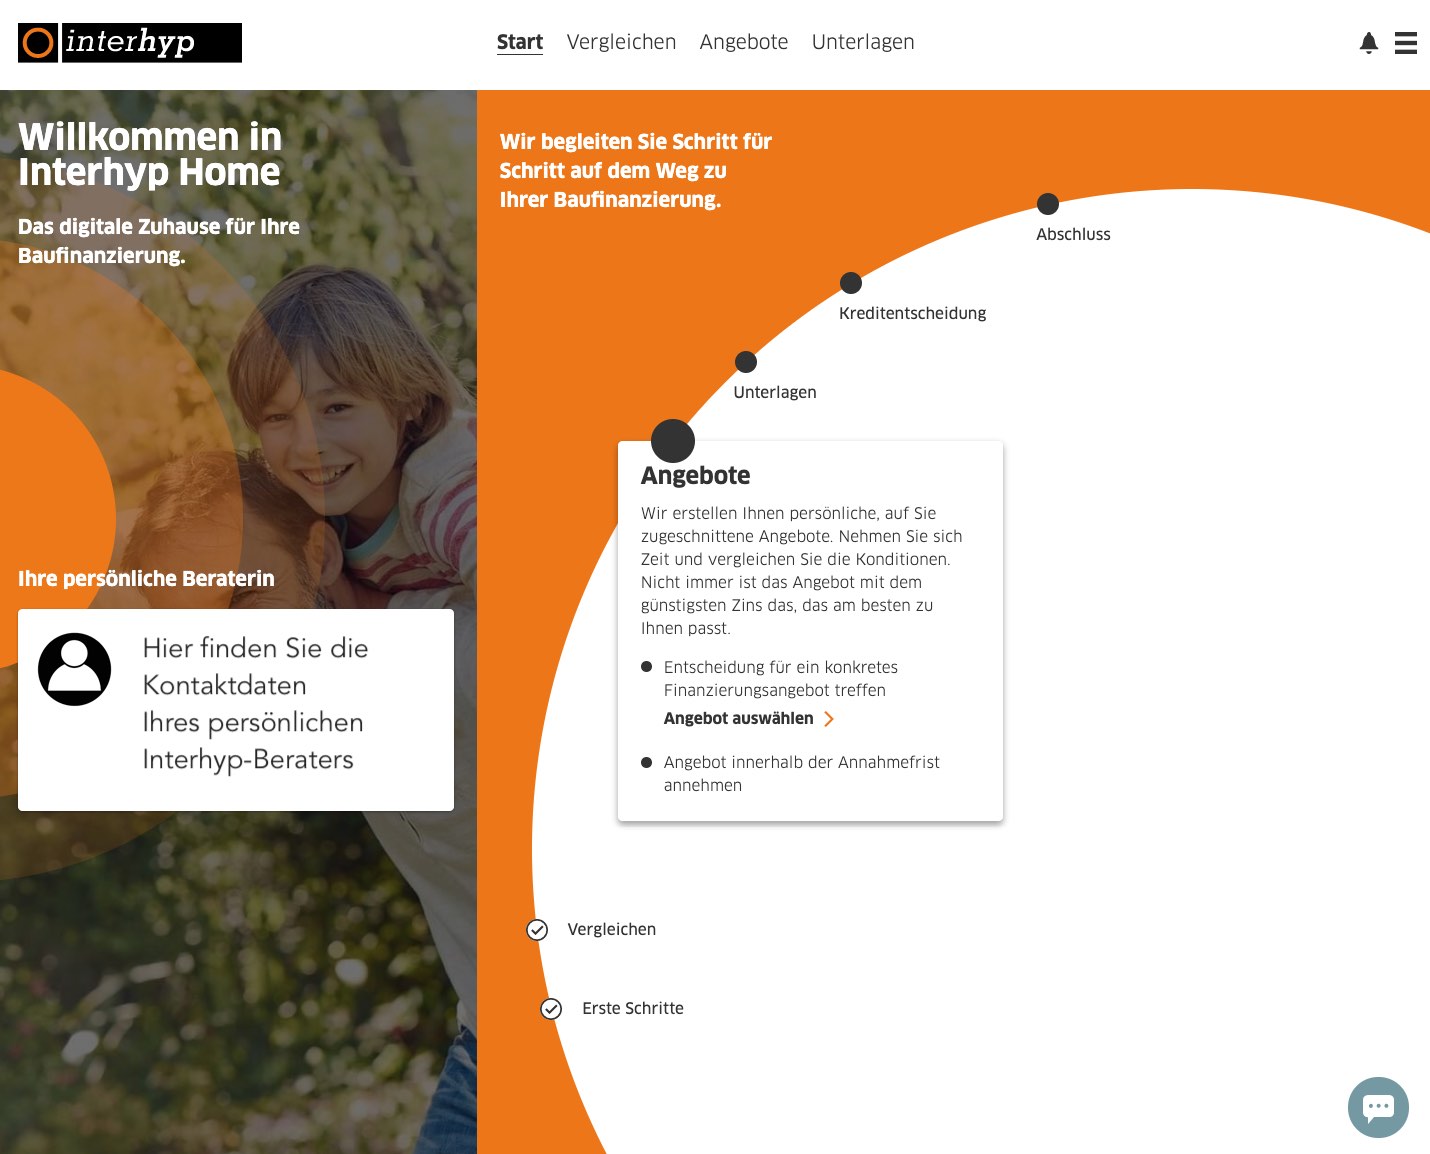 interhyp
Start Vergleichen Angebote Unterlagen
Willkommen in
Interhyp Home
Das digitale Zuhause für Ihre
Baufinanzierung.
Ihre persönliche Beraterin
Hier finden Sie die
Kontaktdaten
Ihres persönlichen
Interhyp-Beraters
Wir begleiten Sie Schritt für
Schritt auf dem Weg zu
Ihrer Baufinanzierung.
Abschluss
Kreditentscheidung
Unterlagen
Angebote
Wir erstellen Ihnen persönliche, auf Sie
zugeschnittene Angebote. Nehmen Sie sich
Zeit und vergleichen Sie die Konditionen.
Nicht immer ist das Angebot mit dem
günstigsten Zins das, das am besten zu
Ihnen passt.
Entscheidung für ein konkretes
Finanzierungsangebot treffen
Angebot auswählen
Angebot innerhalb der Annahmefrist
annehmen
Vergleichen
Erste Schritte